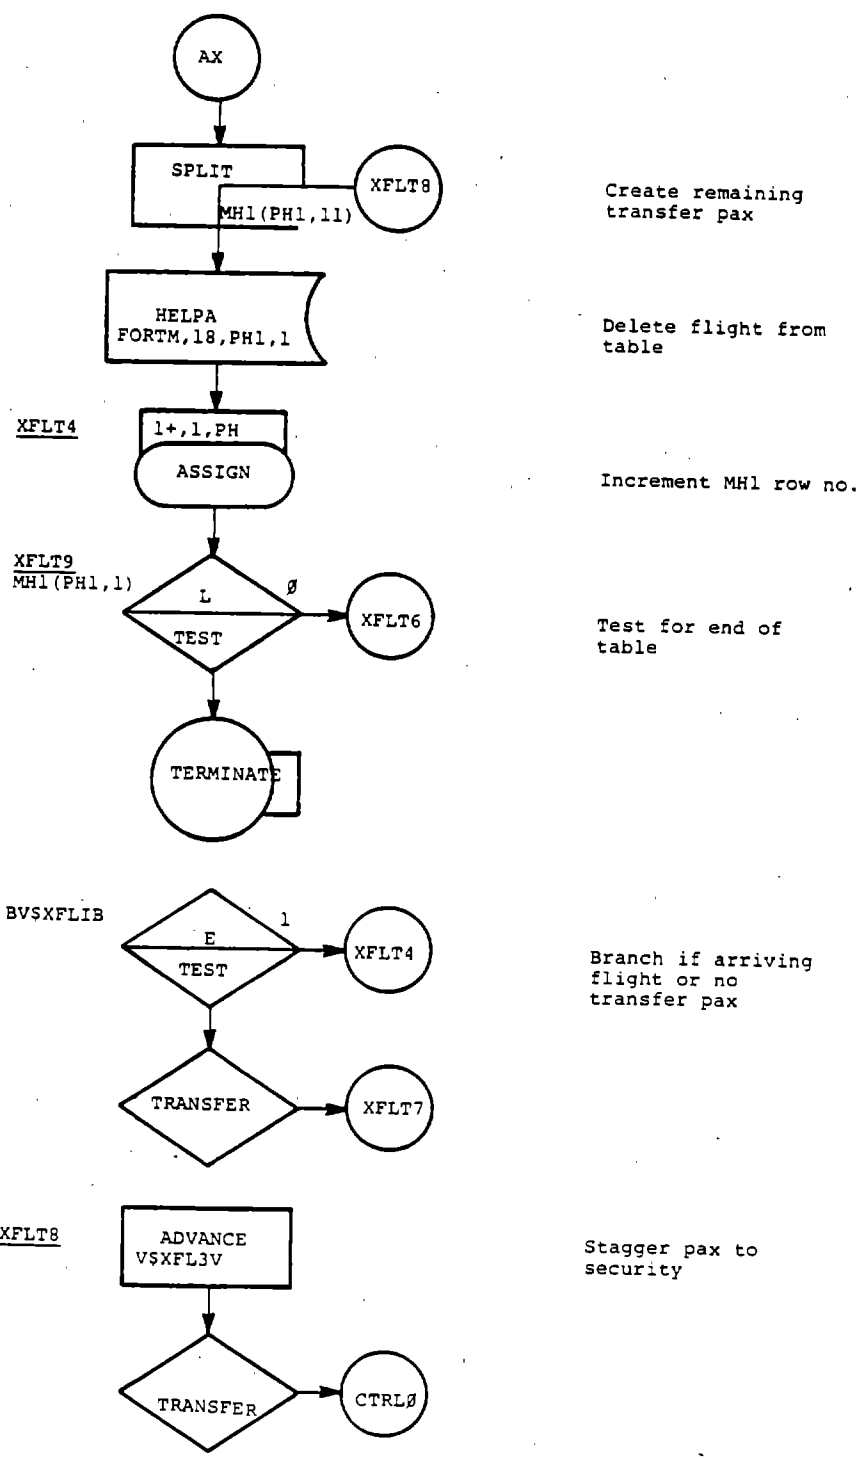 AX
SPLIT
XFLT8
MH1(PH1,11)
Create remaining
transfer pax
HELPA
FORTM,18,PH1,1
Delete flight from
table
XFLT4
1+,1,PH
ASSIGN
Increment MH1 row no.
XFLT9
MH1(PH1,1)
L
Ø
TEST
XFLT6
Test for end of
table
TERMINATE
BV$XFLIB
E
1
TEST
XFLT4
Branch if arriving
flight or no
transfer pax
TRANSFER
XFLT7
XFLT8
ADVANCE
V$XFL3V
Stagger pax to
security
TRANSFER
CTRLØ